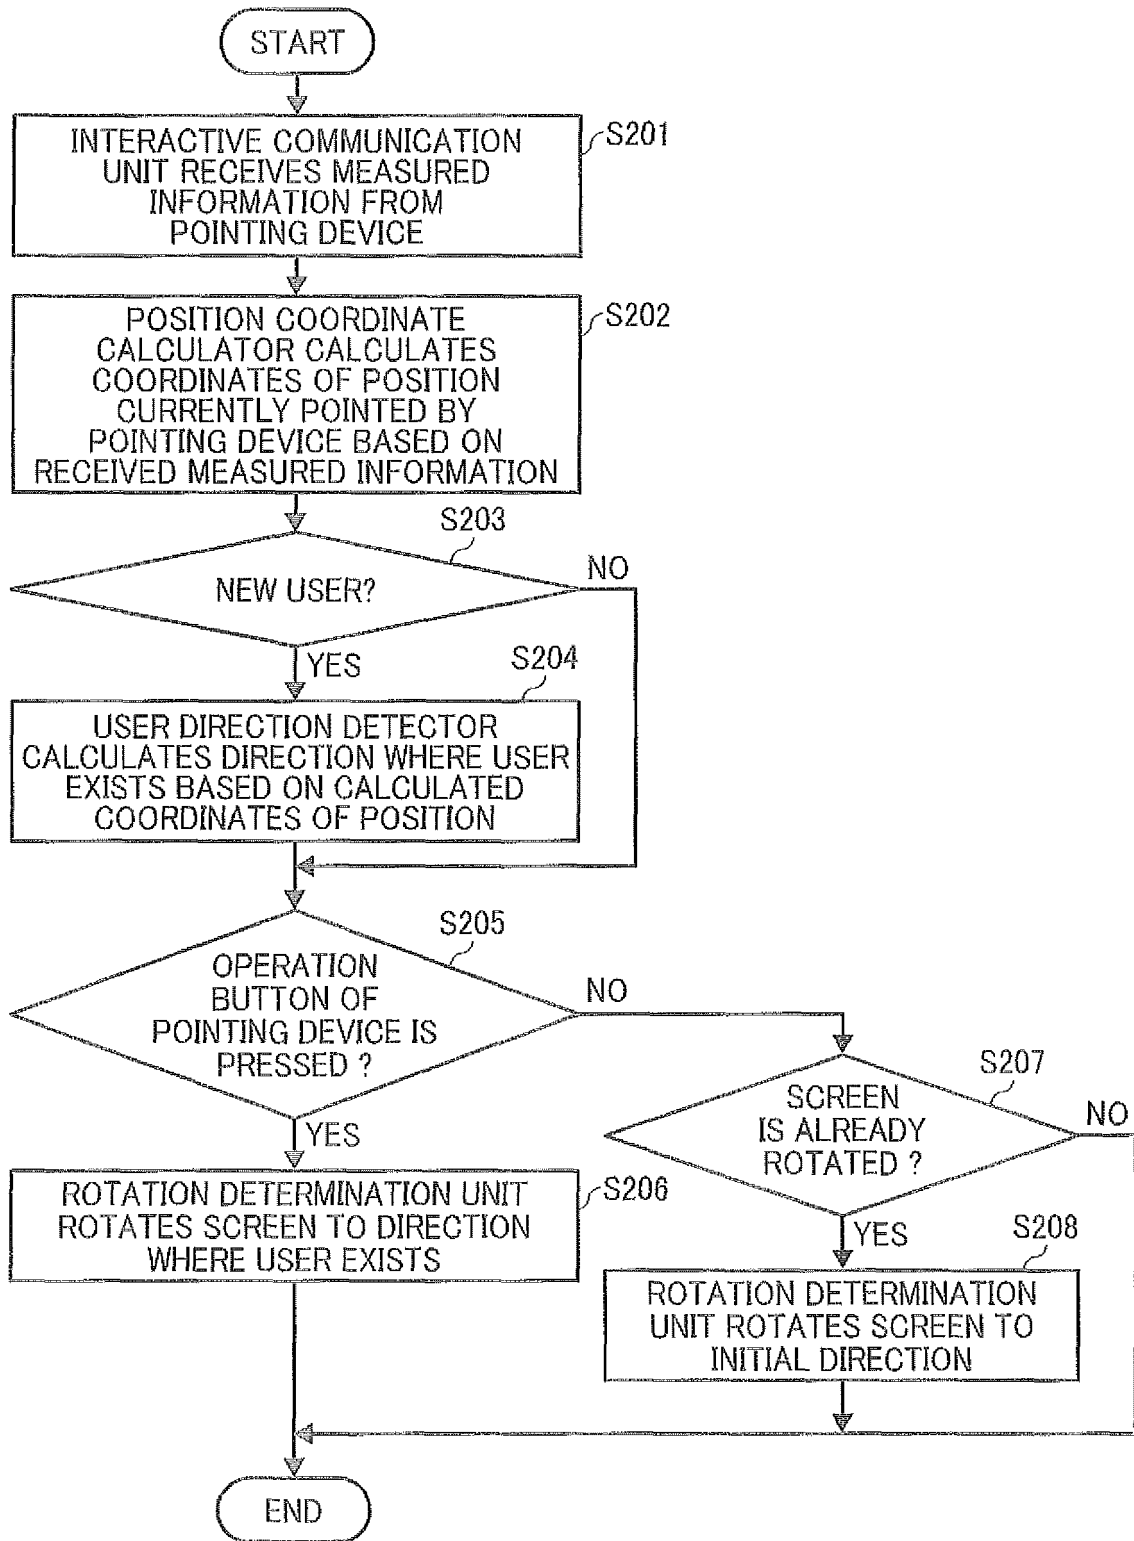 START
INTERACTIVE COMMUNICATION
UNIT RECEIVES MEASURED
INFORMATION FROM
POINTING DEVICE
S201
POSITION COORDINATE
CALCULATOR CALCULATES
COORDINATES OF POSITION
CURRENTLY POINTED BY
POINTING DEVICE BASED ON
RECEIVED MEASURED INFORMATION
S202
S203
NEW USER?
NO
YES
S204
USER DIRECTION DETECTOR
CALCULATES DIRECTION WHERE USER
EXISTS BASED ON CALCULATED
COORDINATES OF POSITION
S205
OPERATION
BUTTON OF
POINTING DEVICE IS
PRESSED ?
NO
YES
S207
SCREEN
IS ALREADY
ROTATED ?
NO
YES
S206
ROTATION DETERMINATION UNIT
ROTATES SCREEN TO DIRECTION
WHERE USER EXISTS
S208
ROTATION DETERMINATION
UNIT ROTATES SCREEN TO
INITIAL DIRECTION
END